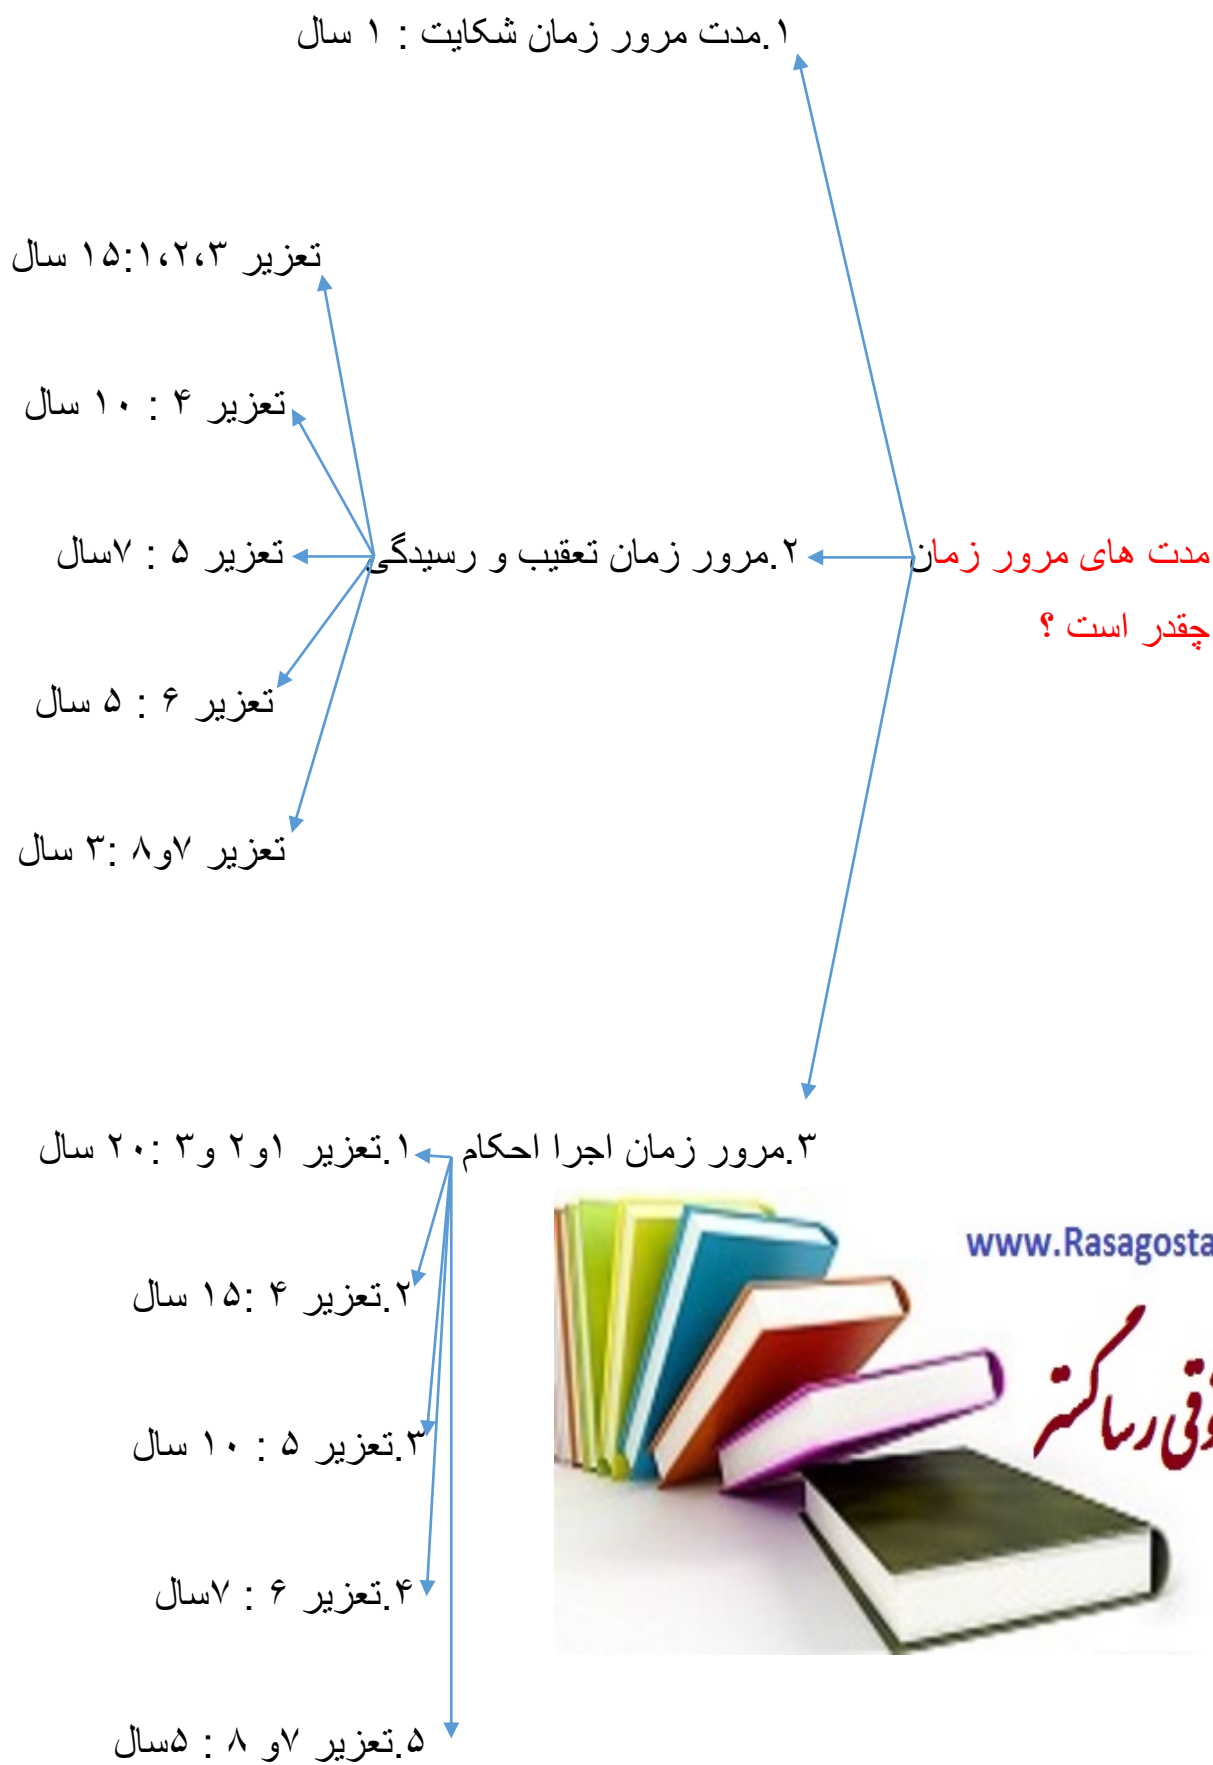 ۱.مدت مرور زمان شکایت : ۱ سال
تعزیر ۱،۲،۳:۱۵ سال
تعزیر ۴ : ۱۰ سال
مدت های مرور زمان
چقدر است ؟
۲.مرور زمان تعقیب و رسیدگی
تعزیر ۵ : ۷سال
تعزیر ۶ : ۵ سال
تعزیر ۷و۸ :۳ سال
۳.مرور زمان اجرا احکام
۱.تعزیر ۱و۲ و۳ :۲۰ سال
www.Rasagosta
۲.تعزیر ۴ :۱۵ سال
رسا گستر
۳.تعزیر ۵ : ۱۰ سال
۴.تعزیر ۶ : ۷سال
۵.تعزیر ۷و ۸ : ۵سال